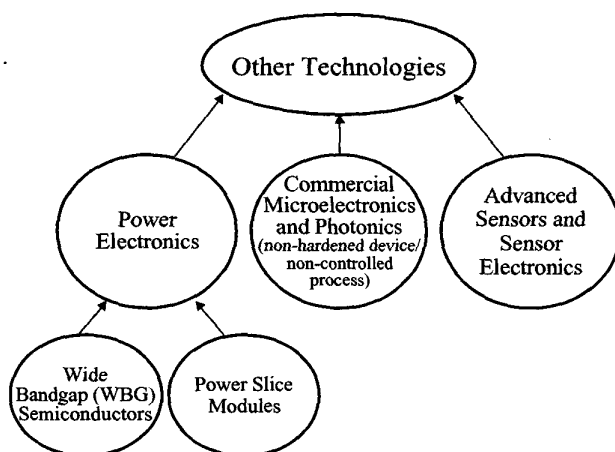 Other Technologies
Power
Electronics
Commercial
Microelectronics
and Photonics
(non-hardened device/
non-controlled
process)
Advanced
Sensors and
Sensor
Electronics
Wide
Bandgap (WBG)
Semiconductors
Power Slice
Modules